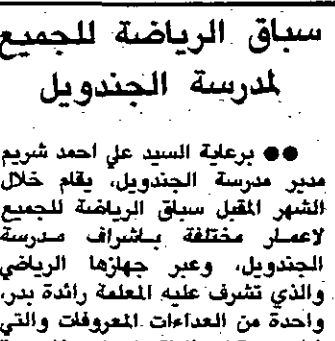 سباق الرياضة للجميع
لمدرسة الجندويل
●● برعاية السيد علي احمد شريم
مدير مدرسة الجندويل، يقام خلال
الشهر المقبل سباق الرياضة للجميع
لاعمار مختلفة باشراف مدرسة
الجندويل، وعبر جهازها الرياضي
والذي تشرف عليه المعلمة رائدة بدر،
واحدة من العداءات المعروفات والتي